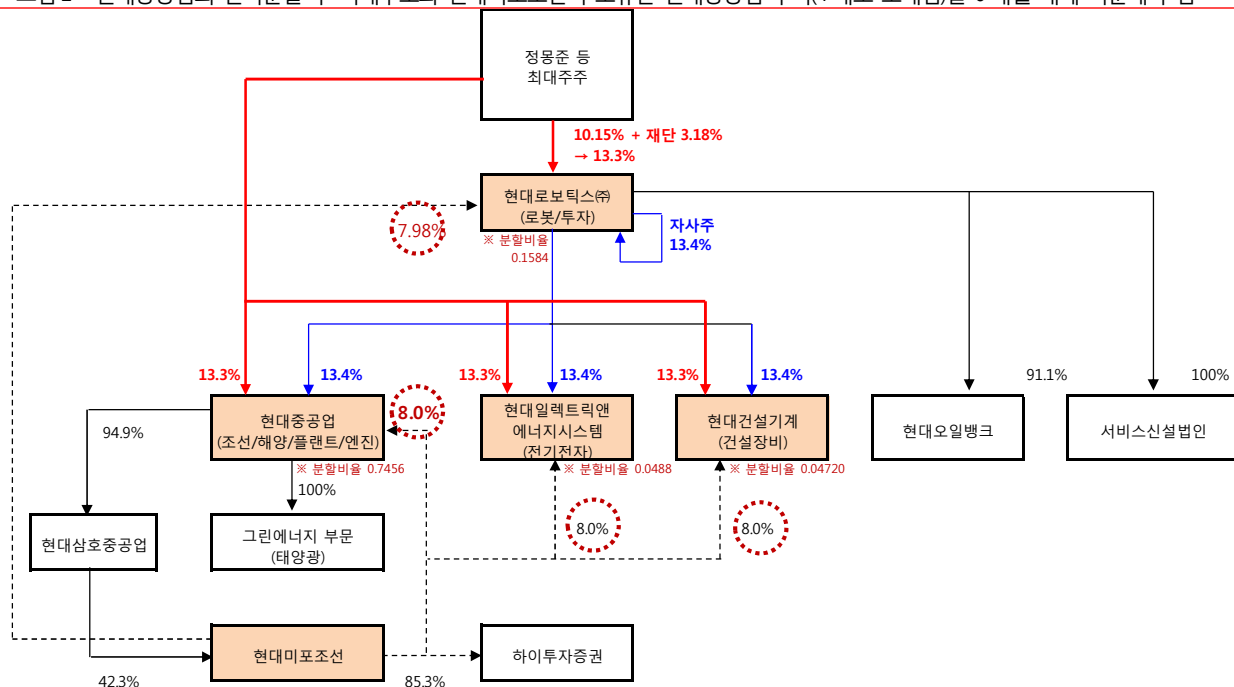 정몽준 등
최대주주
10.15% + 재단 3.18%
→ 13.3%
현대로보틱스㈜
(로봇/투자)
7.98%
※ 분할비율
0.1584
자사주
13.4%
13.3%
13.4%
13.3%
13.4%
13.3%
13.4%
91.1%
100%
현대중공업
(조선/해양/플랜트/엔진)
8.0%
현대일렉트릭앤
에너지시스템
(전기전자)
현대건설기계
(건설장비)
현대오일뱅크
서비스신설법인
94.9%
※ 분할비율 0.7456
※ 분할비율 0.0488
※ 분할비율 0.04720
100%
현대삼호중공업
그린에너지 부문
(태양광)
8.0%
8.0%
현대미포조선
하이투자증권
42.3%
85.3%